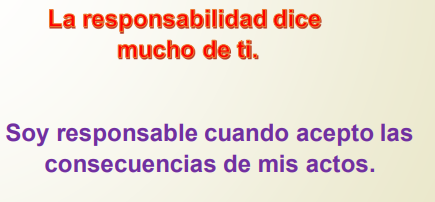 La responsabilidad dice
mucho de ti.
Soy responsable cuando acepto las
consecuencias de mis actos.